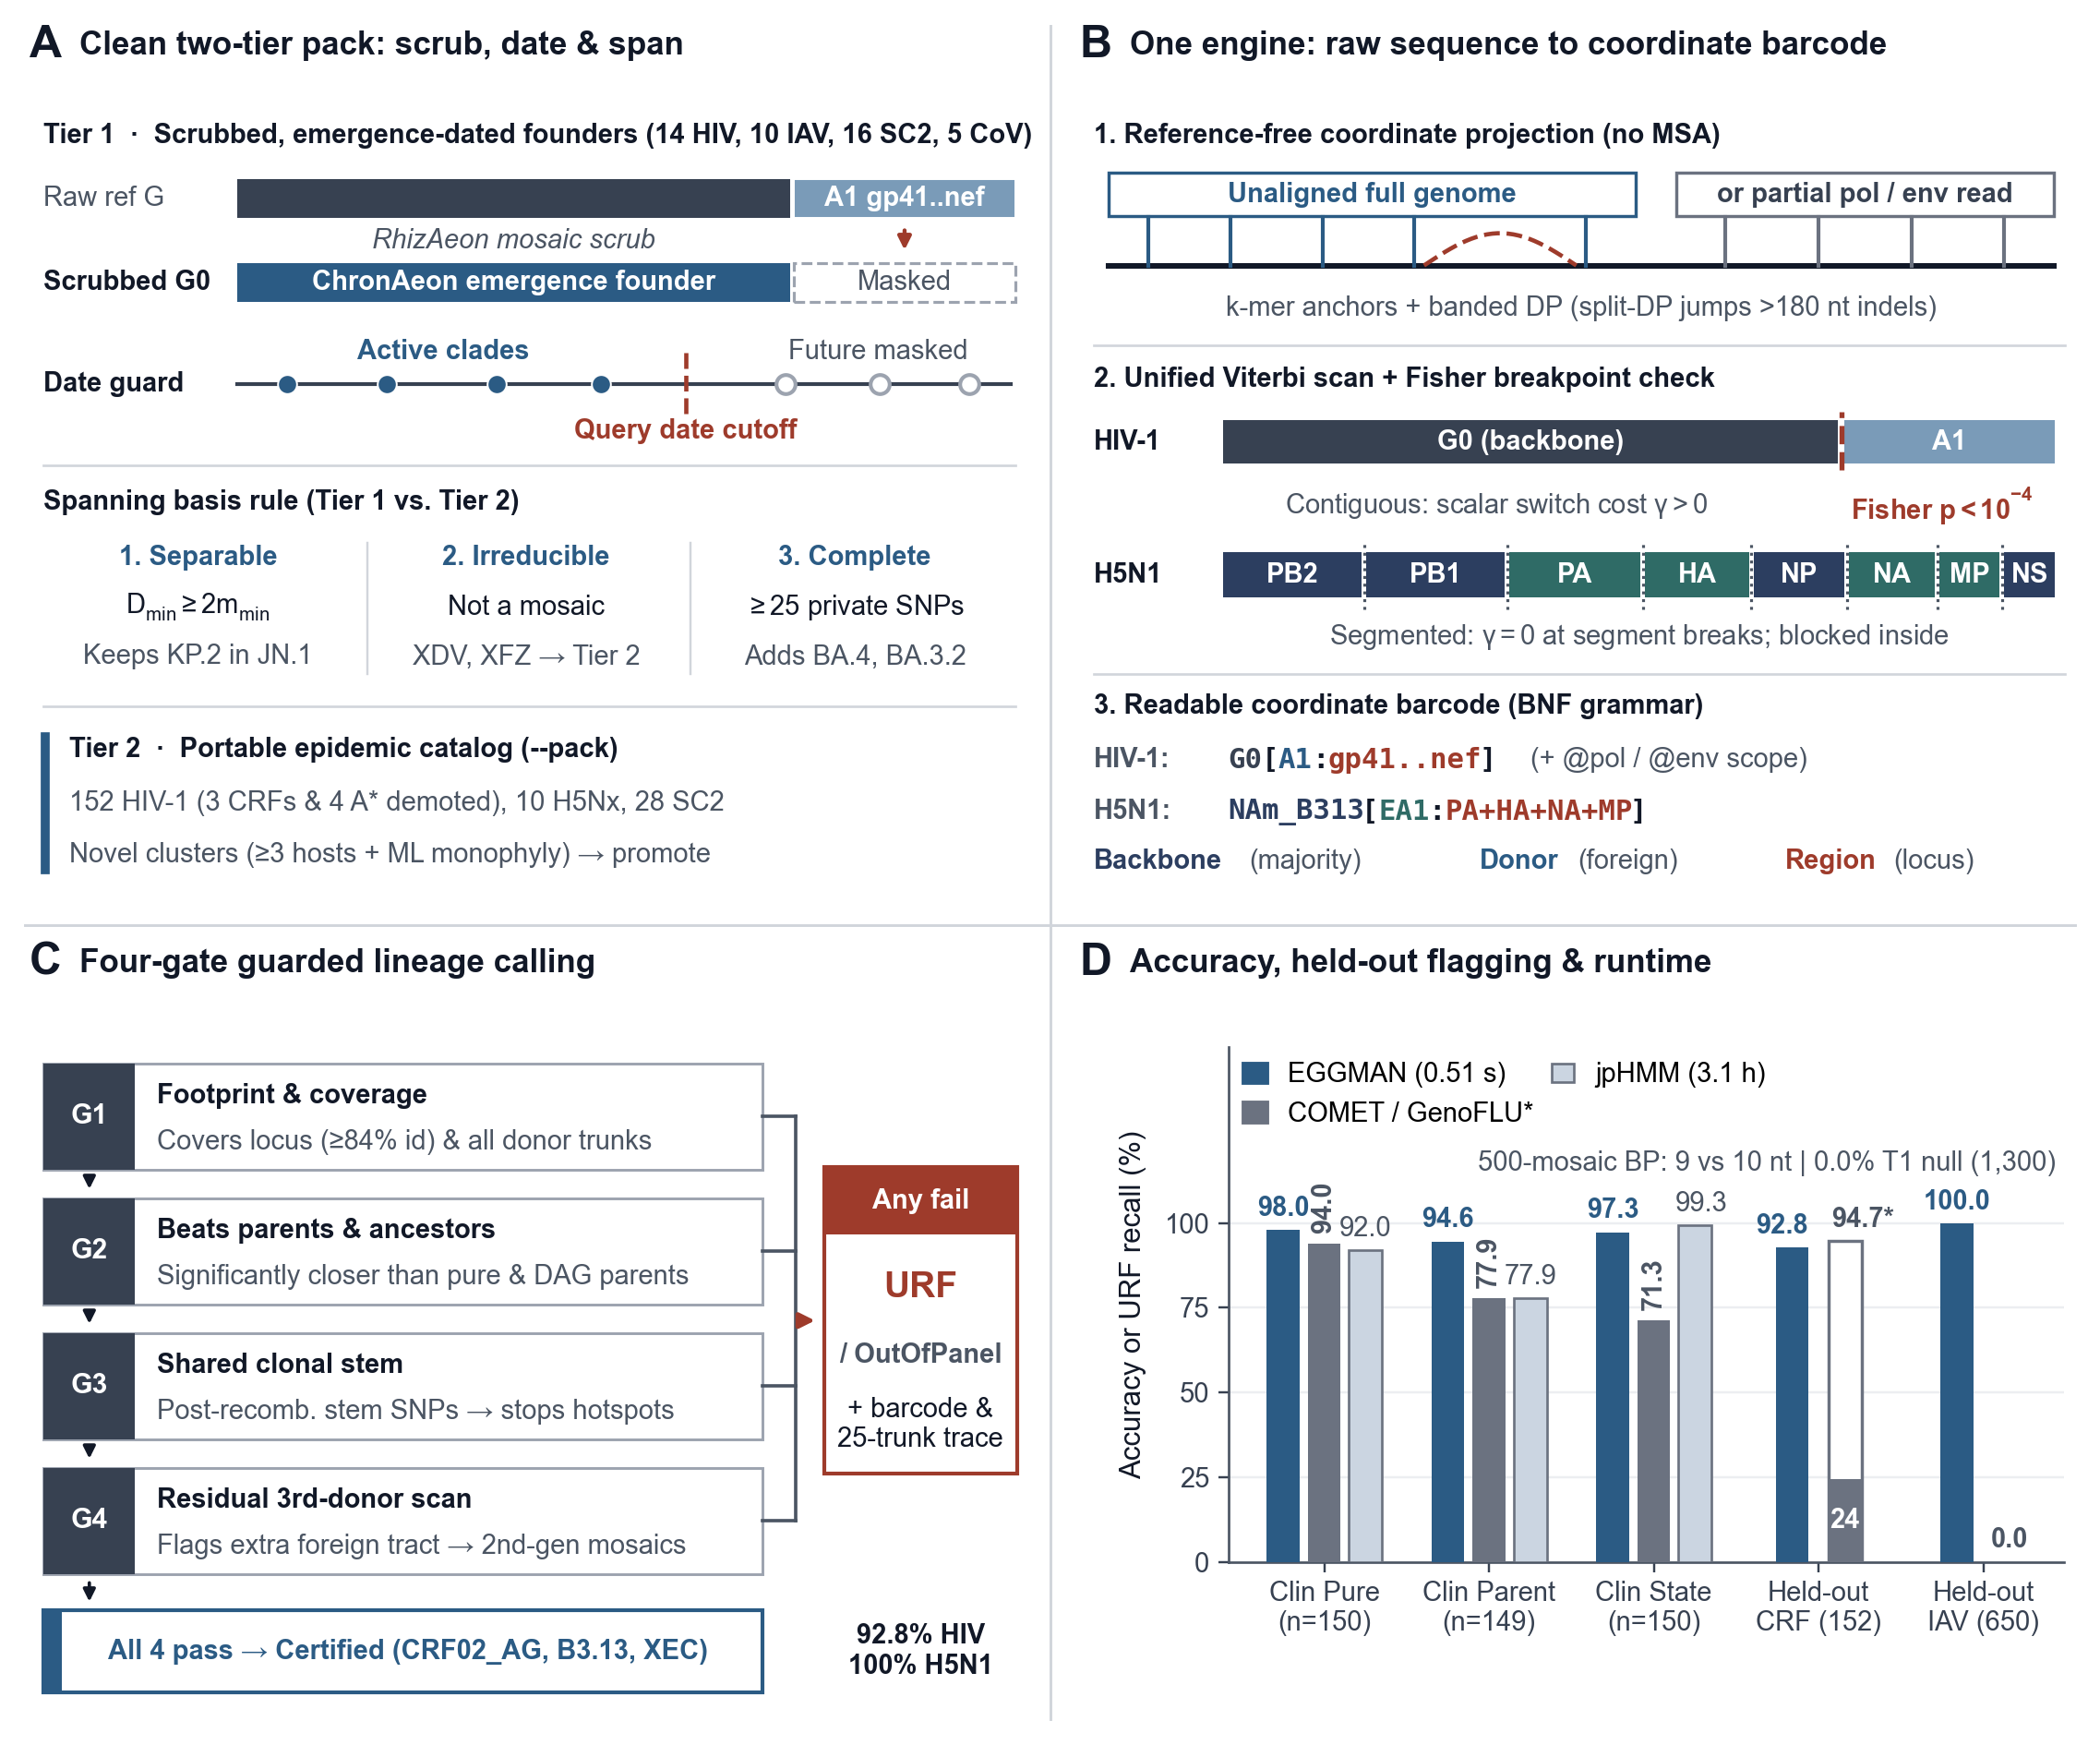 A Clean two-tier pack: scrub, date & span
Tier 1 · Scrubbed, emergence-dated founders (14 HIV, 10 IAV, 16 SC2, 5 CoV)
Raw ref G
A1 gp41..nef
RhizAeon mosaic scrub
Scrubbed G0
ChronAeon emergence founder
Masked
Active clades
Future masked
Date guard
Query date cutoff
Spanning basis rule (Tier 1 vs. Tier 2)
1. Separable
2. Irreducible
3. Complete
Dmin ≥ 2mmin
Not a mosaic
≥ 25 private SNPs
Keeps KP.2 in JN.1
XDV, XFZ → Tier 2
Adds BA.4, BA.3.2
Tier 2 · Portable epidemic catalog (--pack)
152 HIV-1 (3 CRFs & 4 A* demoted), 10 H5Nx, 28 SC2
Novel clusters (≥3 hosts + ML monophyly) → promote
B One engine: raw sequence to coordinate barcode
1. Reference-free coordinate projection (no MSA)
Unaligned full genome
or partial pol / env read
k-mer anchors + banded DP (split-DP jumps >180 nt indels)
2. Unified Viterbi scan + Fisher breakpoint check
HIV-1
G0 (backbone)
A1
Contiguous: scalar switch cost γ > 0
Fisher p < 10⁻⁴
H5N1
PB2
PB1
PA
HA
NP
NA
MP
NS
Segmented: γ = 0 at segment breaks; blocked inside
3. Readable coordinate barcode (BNF grammar)
HIV-1: G0[A1:gp41..nef] (+ @pol / @env scope)
H5N1: NAm_B313[EA1:PA+HA+NA+MP]
Backbone (majority) Donor (foreign) Region (locus)
C Four-gate guarded lineage calling
G1
Footprint & coverage
Covers locus (≥84% id) & all donor trunks
G2
Beats parents & ancestors
Significantly closer than pure & DAG parents
G3
Shared clonal stem
Post-recomb. stem SNPs → stops hotspots
G4
Residual 3rd-donor scan
Flags extra foreign tract → 2nd-gen mosaics
All 4 pass → Certified (CRF02_AG, B3.13, XEC)
Any fail
URF
/ OutOfPanel
+ barcode &
25-trunk trace
92.8% HIV
100% H5N1
D Accuracy, held-out flagging & runtime
EGGMAN (0.51 s)
jpHMM (3.1 h)
COMET / GenoFLU*
500-mosaic BP: 9 vs 10 nt | 0.0% T1 null (1,300)
Accuracy or URF recall (%)
100
75
50
25
0
98.0
94.0
92.0
94.6
77.9
77.9
97.3
71.3
99.3
92.8
94.7*
24
100.0
0.0
Clin Pure
(n=150)
Clin Parent
(n=149)
Clin State
(n=150)
Held-out
CRF (152)
Held-out
IAV (650)